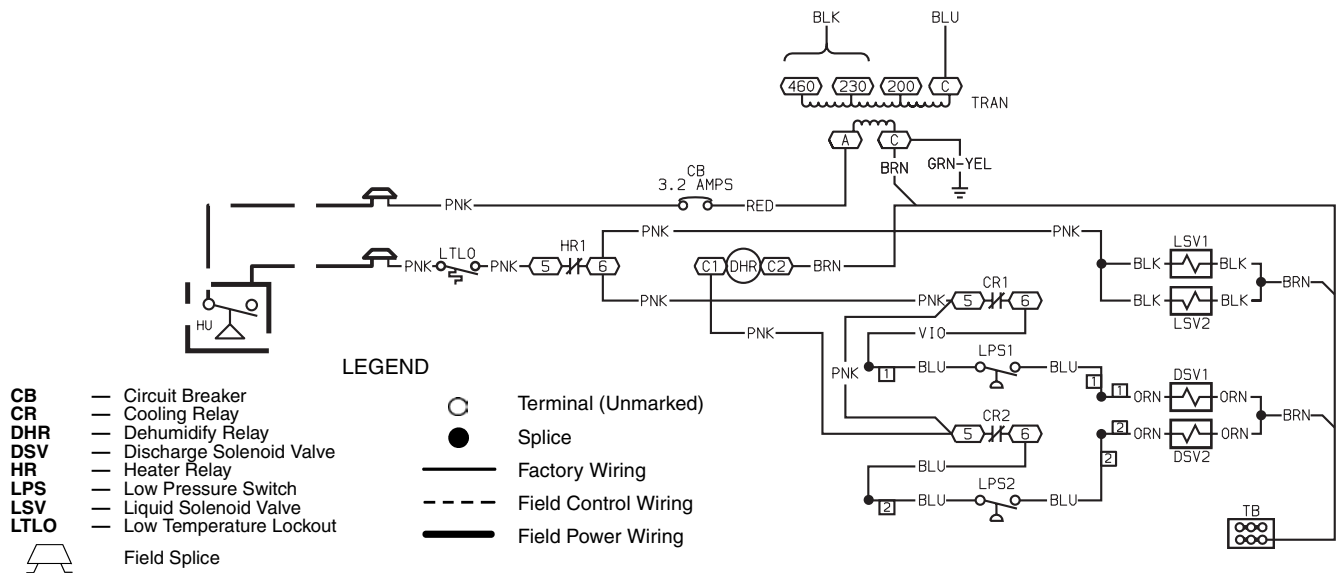 BLK BLU
460 230 200 C
TRAN
A C
BRN GRN-YEL
CB
3.2 AMPS
PNK RED
PNK PNK
LTLO HR1
PNK PNK 5 6 C1 DHR C2 BRN
LSV1
BLK BLK
BRN
BLK BLK
LSV2
CR1
PNK PNK 5 6
PNK VIO
HU
LPS1
1 BLU BLU 1
PNK
DSV1
1 ORN ORN
BRN
CR2
5 6
2 ORN ORN
DSV2
2
BLU
LPS2
2 BLU BLU
TB
LEGEND
CB — Circuit Breaker
CR — Cooling Relay
DHR — Dehumidify Relay
DSV — Discharge Solenoid Valve
HR — Heater Relay
LPS — Low Pressure Switch
LSV — Liquid Solenoid Valve
LTLO — Low Temperature Lockout
Field Splice
Terminal (Unmarked)
Splice
Factory Wiring
Field Control Wiring
Field Power Wiring